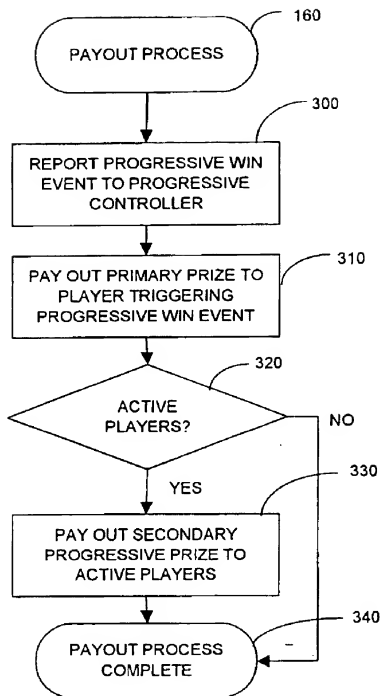 160
PAYOUT PROCESS
300
REPORT PROGRESSIVE WIN
EVENT TO PROGRESSIVE
CONTROLLER
310
PAY OUT PRIMARY PRIZE TO
PLAYER TRIGGERING
PROGRESSIVE WIN EVENT
320
ACTIVE
PLAYERS?
NO
YES
330
PAY OUT SECONDARY
PROGRESSIVE PRIZE TO
ACTIVE PLAYERS
340
PAYOUT PROCESS
COMPLETE